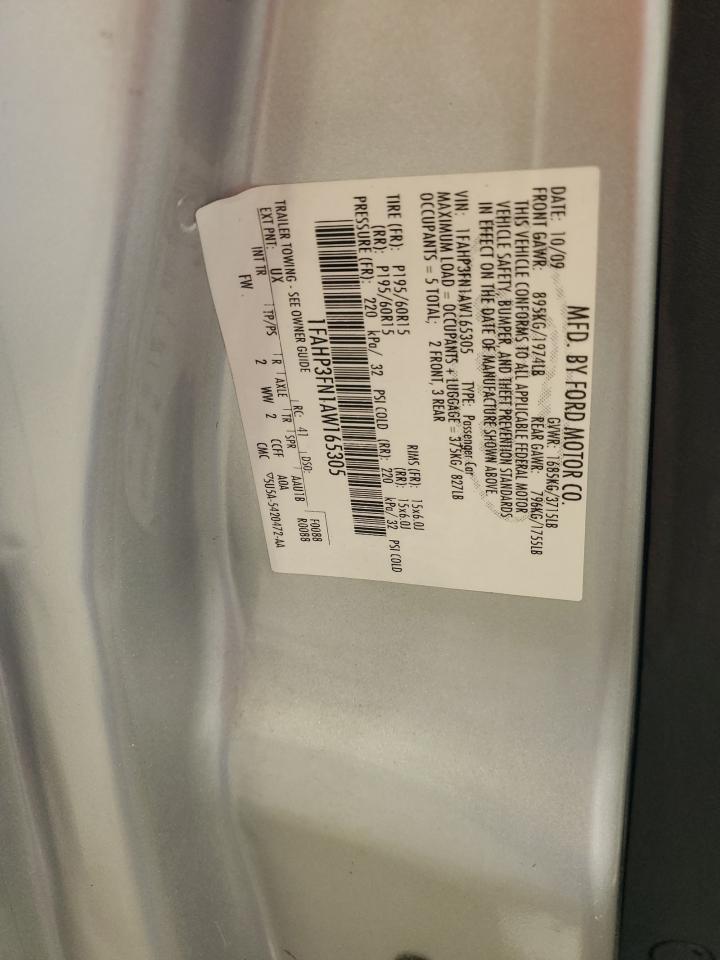 MFD. BY FORD MOTOR CO.
DATE: 10/09 GVWR: 1685KG/3715LB
FRONT GAWR: 895KG/1974LB REAR GAWR: 796KG/1755LB
THIS VEHICLE CONFORMS TO ALL APPLICABLE FEDERAL MOTOR
VEHICLE SAFETY, BUMPER, AND THEFT PREVENTION STANDARDS
IN EFFECT ON THE DATE OF MANUFACTURE SHOWN ABOVE.
VIN: 1FAHP3FN1AW165305 TYPE: Passenger Car
MAXIMUM LOAD = OCCUPANTS + LUGGAGE = 375KG/ 827LB
OCCUPANTS = 5 TOTAL; 2 FRONT, 3 REAR
TIRE (FR): P195/60R15 RIMS (FR): 15x6.0J
(RR): P195/60R15 (RR): 15x6.0J
PRESSURE (FR): 220 kPa/ 32 PSI COLD (RR): 220 kPa/ 32 PSI COLD
1FAHP3FN1AW165305
TRAILER TOWING - SEE OWNER GUIDE F0088
EXT PNT: UX RC: 41 DSO: R0088
INT TR TP/PS R AXLE TR SPR AAU1B
FW 2 WW 2 CCFF ADA
CMC ▽5U5A-5420472-AA